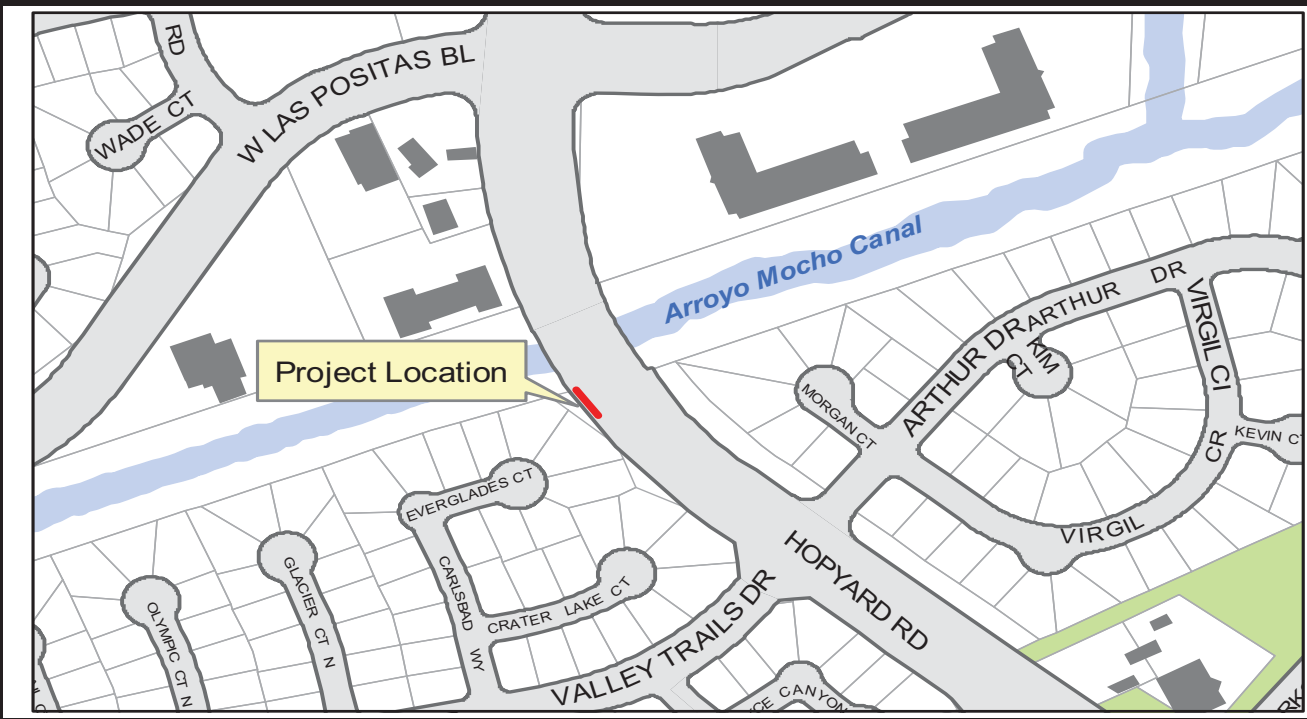 RD
WADE CT
W LAS POSITAS BL
Arroyo Mocho Canal
Project Location
ARTHUR DR
ARTHUR DR
KIM CT
VIRGIL CI
MORGAN CT
KEVIN CT
CR
VIRGIL
EVERGLADES CT
CARLSBAD WY
CRATER LAKE CT
GLACIER CT N
OLYMPIC CT N
HOPYARD RD
VALLEY TRAILS DR
CANYON